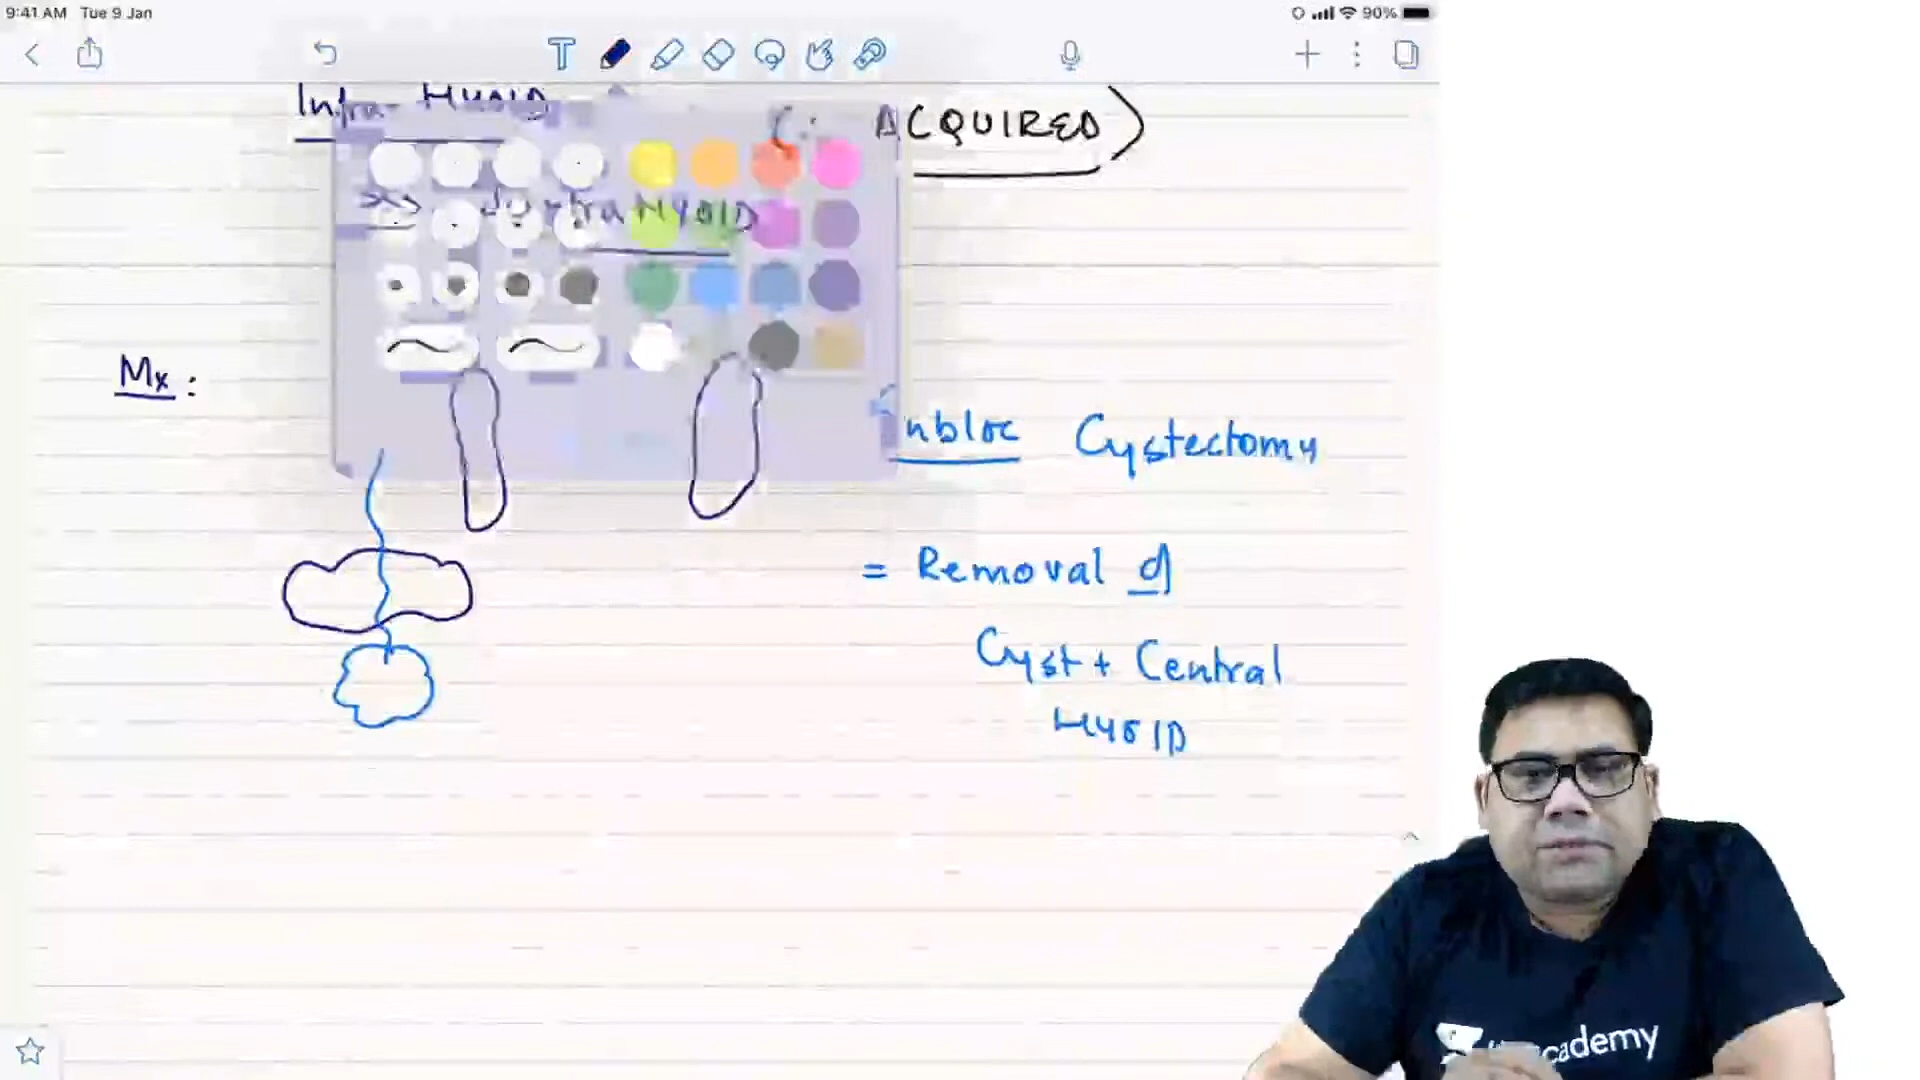 9:41 AM Tue 9 Jan
90%
T
Infra-HYOID
ACQUIRED)
HYOID
Mx :
nbloc Cystectomy
= Removal of
Cyst + Central
HYOID
cademy